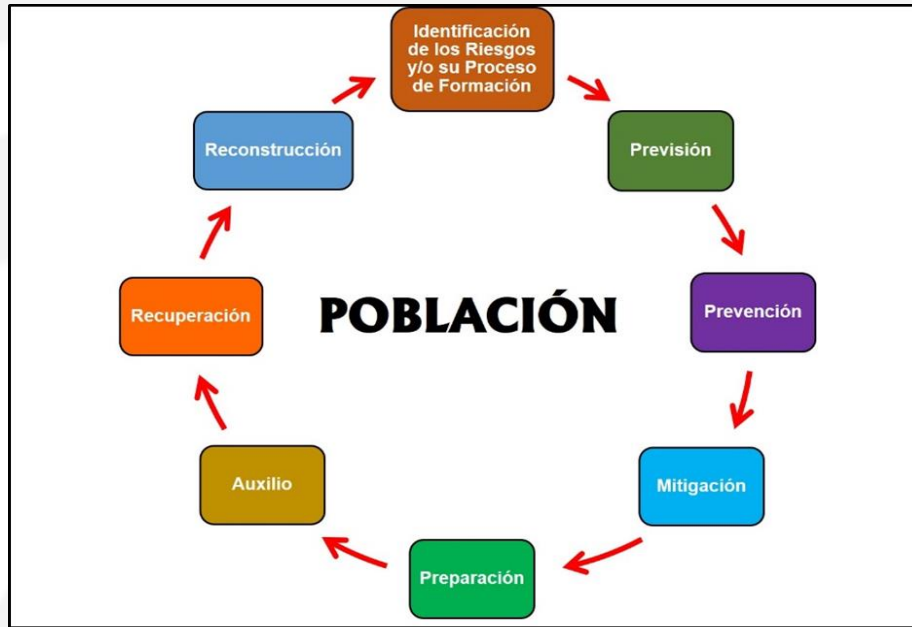 Identificación
de los Riesgos
y/o su Proceso
de Formación
Previsión
Prevención
Mitigación
Preparación
Auxilio
Recuperación
Reconstrucción
POBLACIÓN